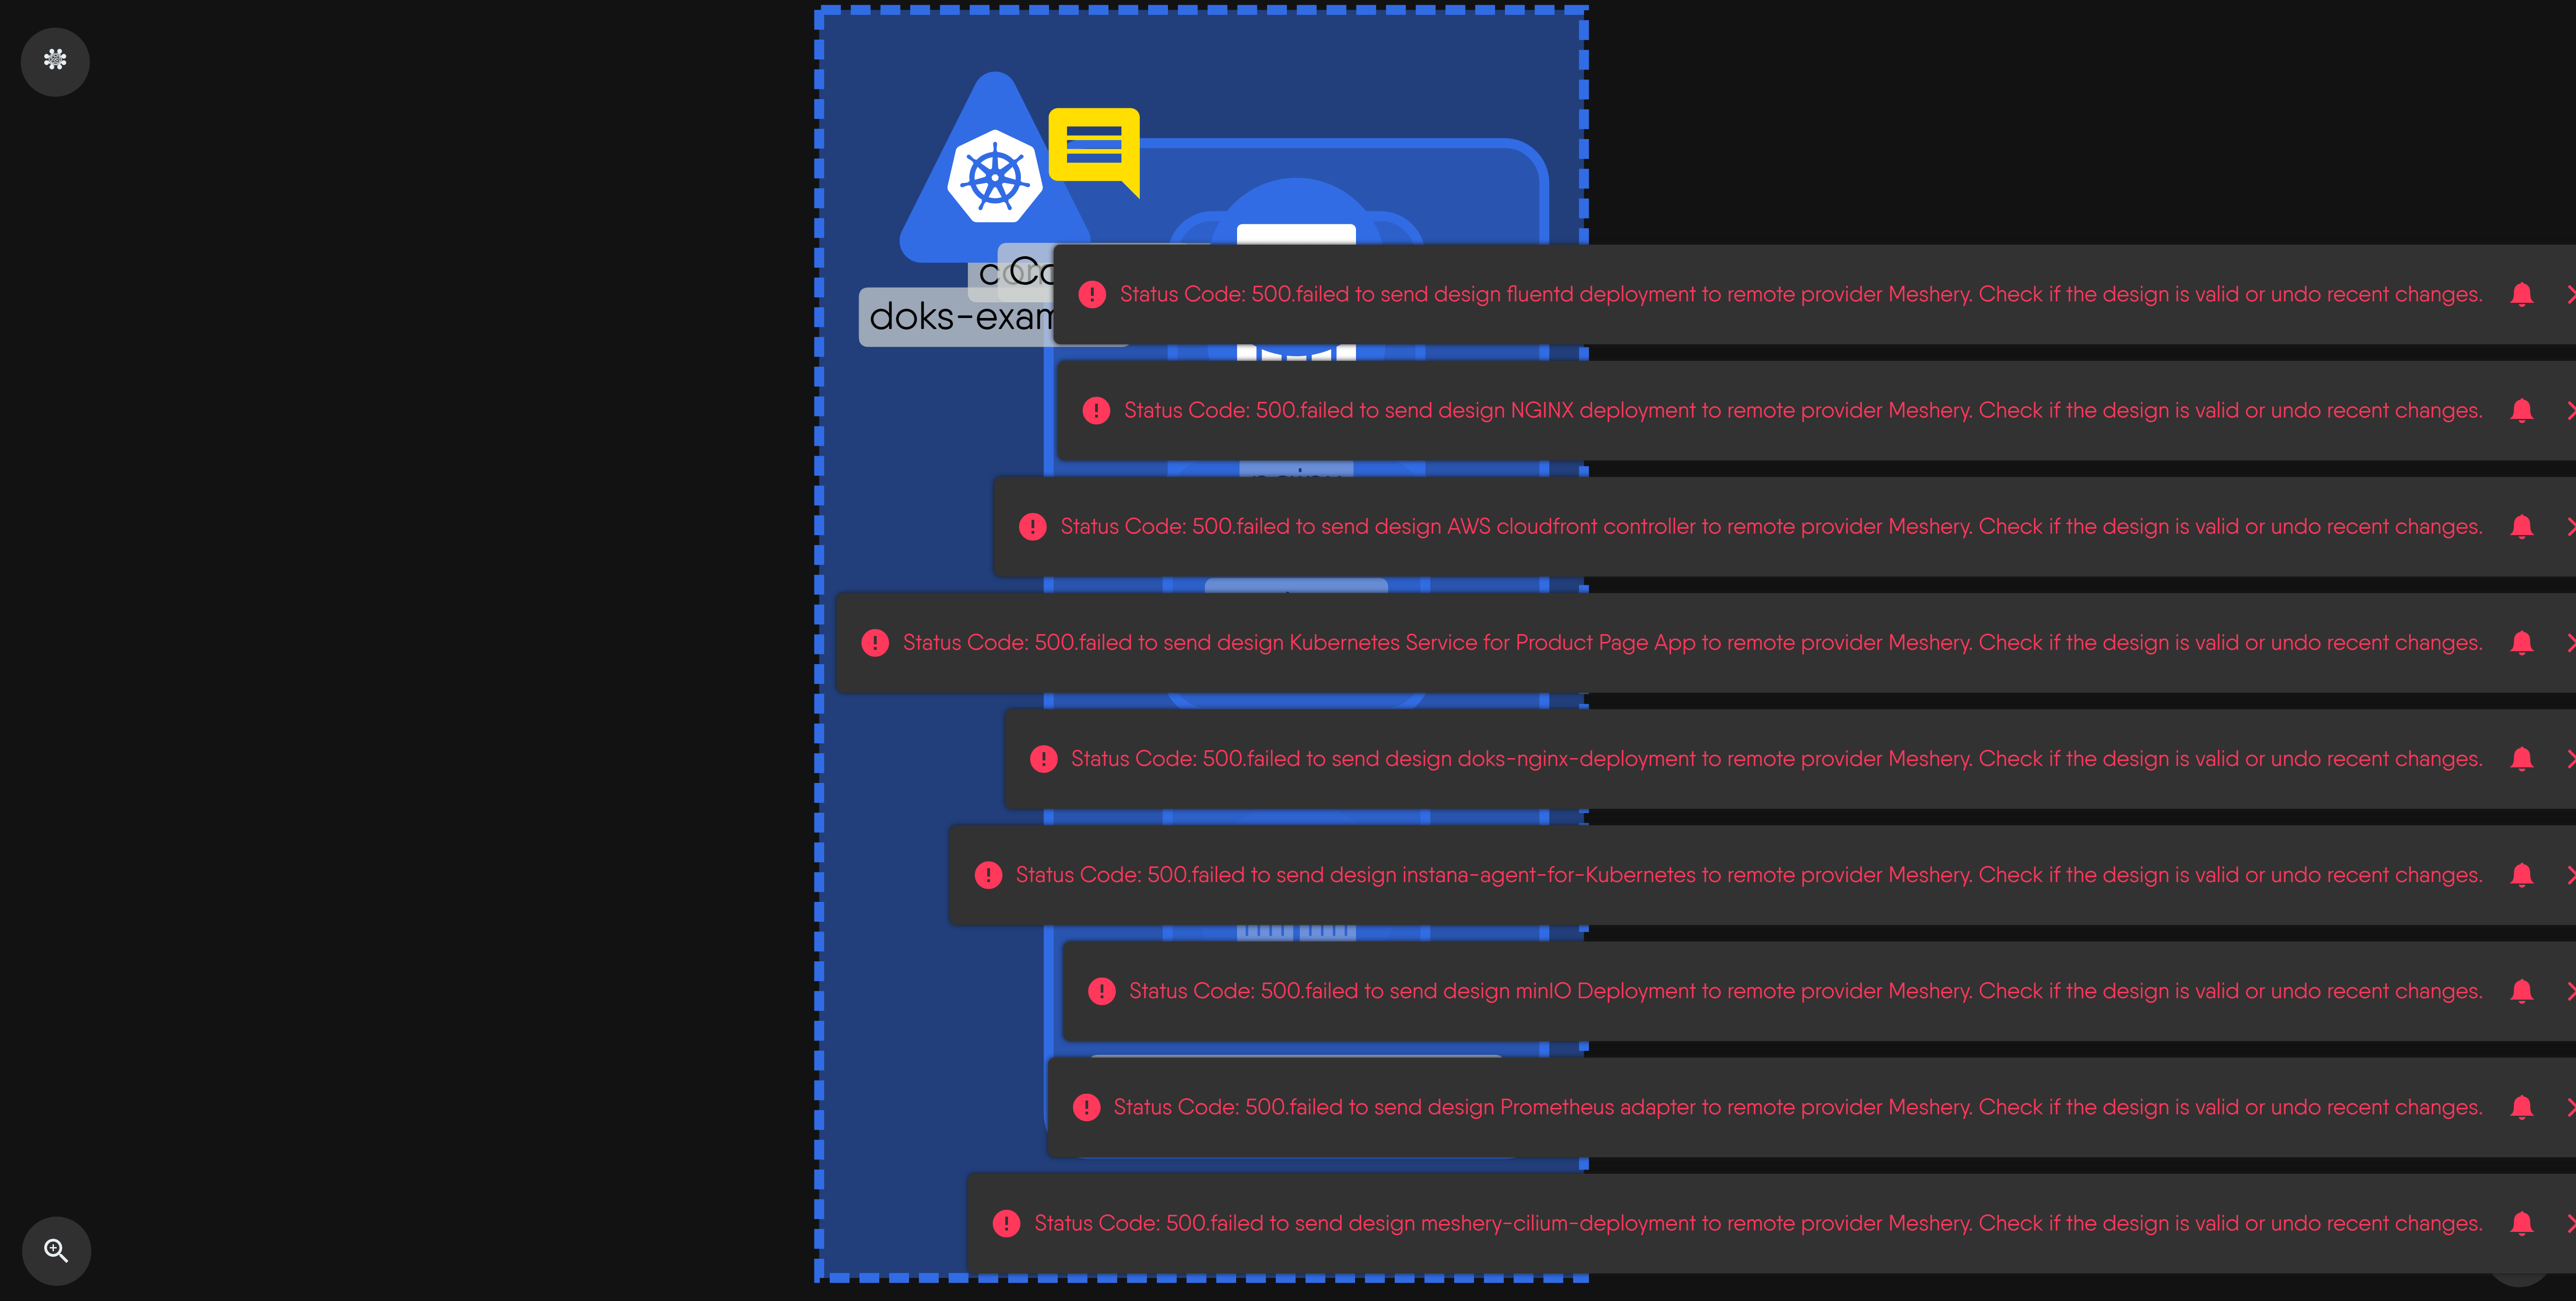 doks-exam
Status Code: 500.failed to send design fluentd deployment to remote provider Meshery. Check if the design is valid or undo recent changes.
Status Code: 500.failed to send design NGINX deployment to remote provider Meshery. Check if the design is valid or undo recent changes.
Status Code: 500.failed to send design AWS cloudfront controller to remote provider Meshery. Check if the design is valid or undo recent changes.
Status Code: 500.failed to send design Kubernetes Service for Product Page App to remote provider Meshery. Check if the design is valid or undo recent changes.
Status Code: 500.failed to send design doks-nginx-deployment to remote provider Meshery. Check if the design is valid or undo recent changes.
Status Code: 500.failed to send design instana-agent-for-Kubernetes to remote provider Meshery. Check if the design is valid or undo recent changes.
Status Code: 500.failed to send design minIO Deployment to remote provider Meshery. Check if the design is valid or undo recent changes.
Status Code: 500.failed to send design Prometheus adapter to remote provider Meshery. Check if the design is valid or undo recent changes.
Status Code: 500.failed to send design meshery-cilium-deployment to remote provider Meshery. Check if the design is valid or undo recent changes.